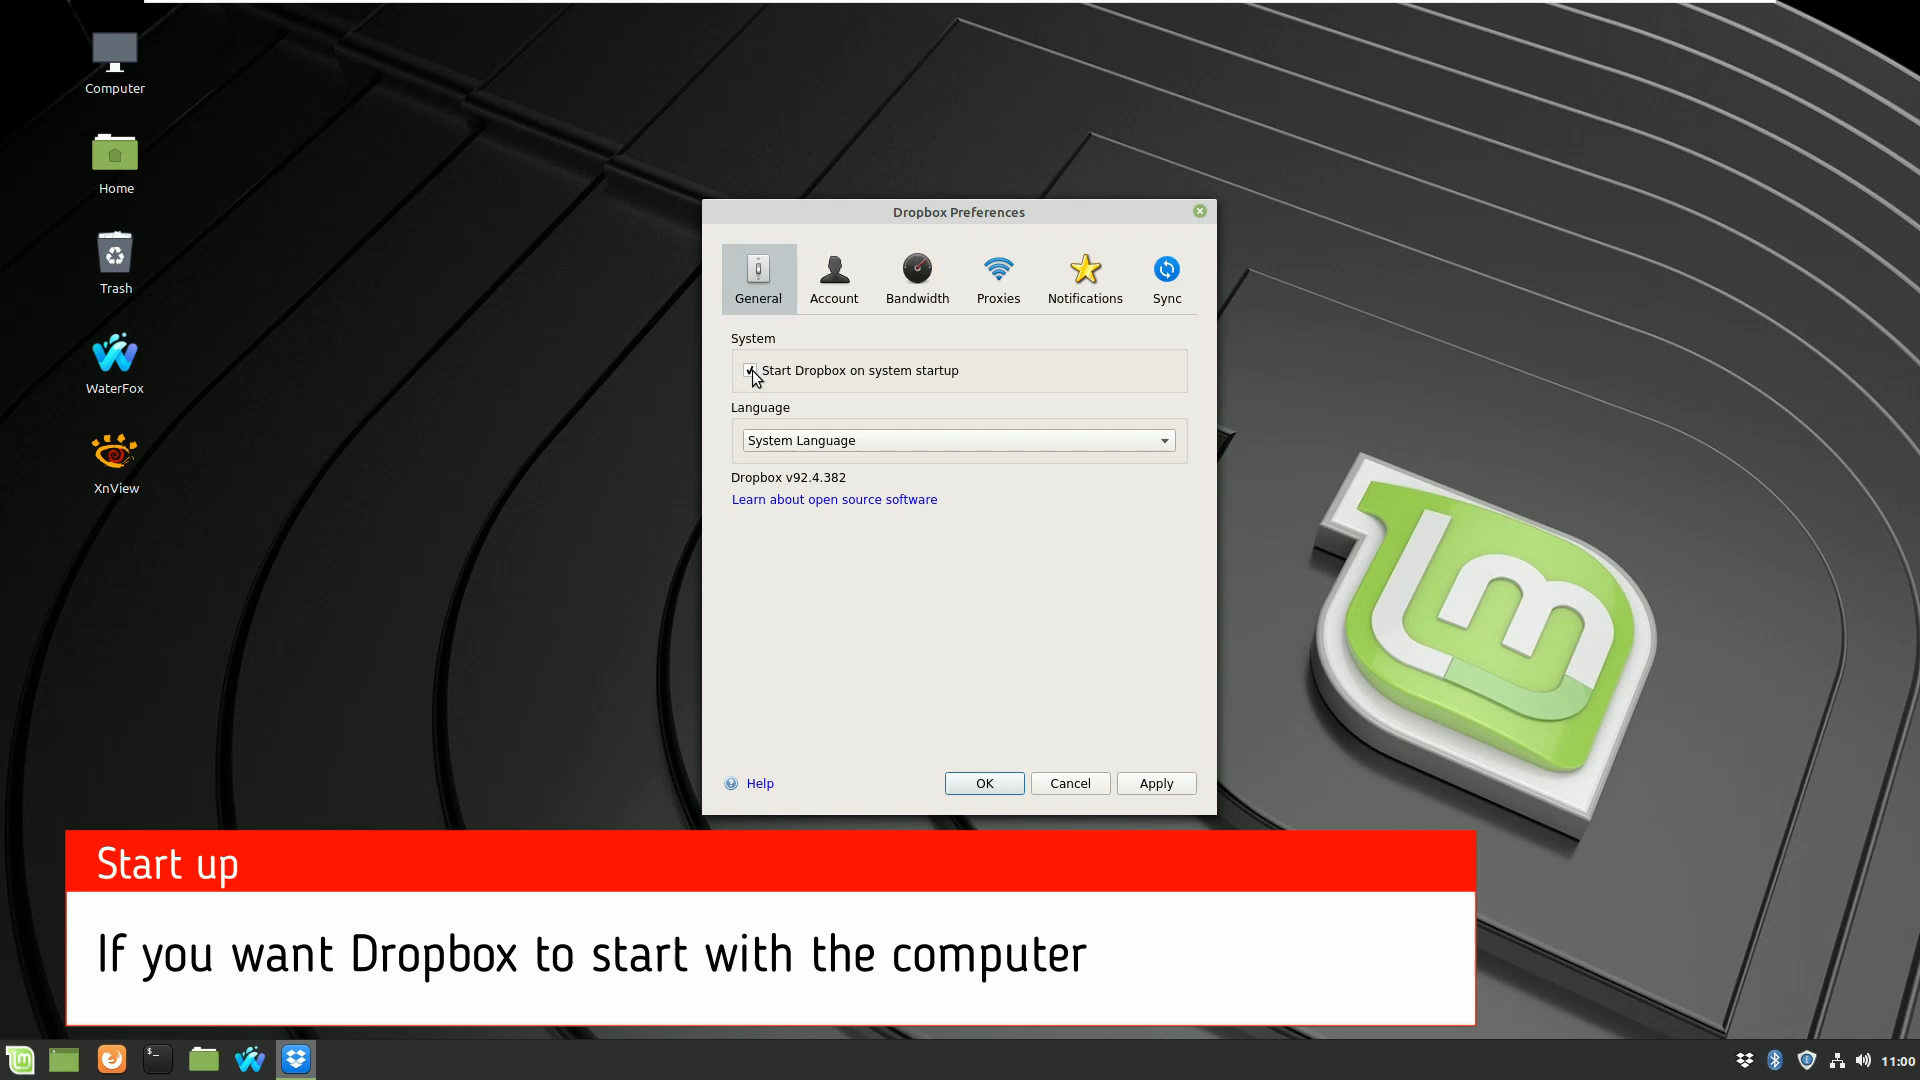 Computer
Home
Trash
WaterFox
XnView
Dropbox Preferences
General
Account
Bandwidth
Proxies
Notifications
Sync
System
Start Dropbox on system startup
Language
System Language
Dropbox v92.4.382
Learn about open source software
Help
OK
Cancel
Apply
Start up
If you want Dropbox to start with the computer
11:00